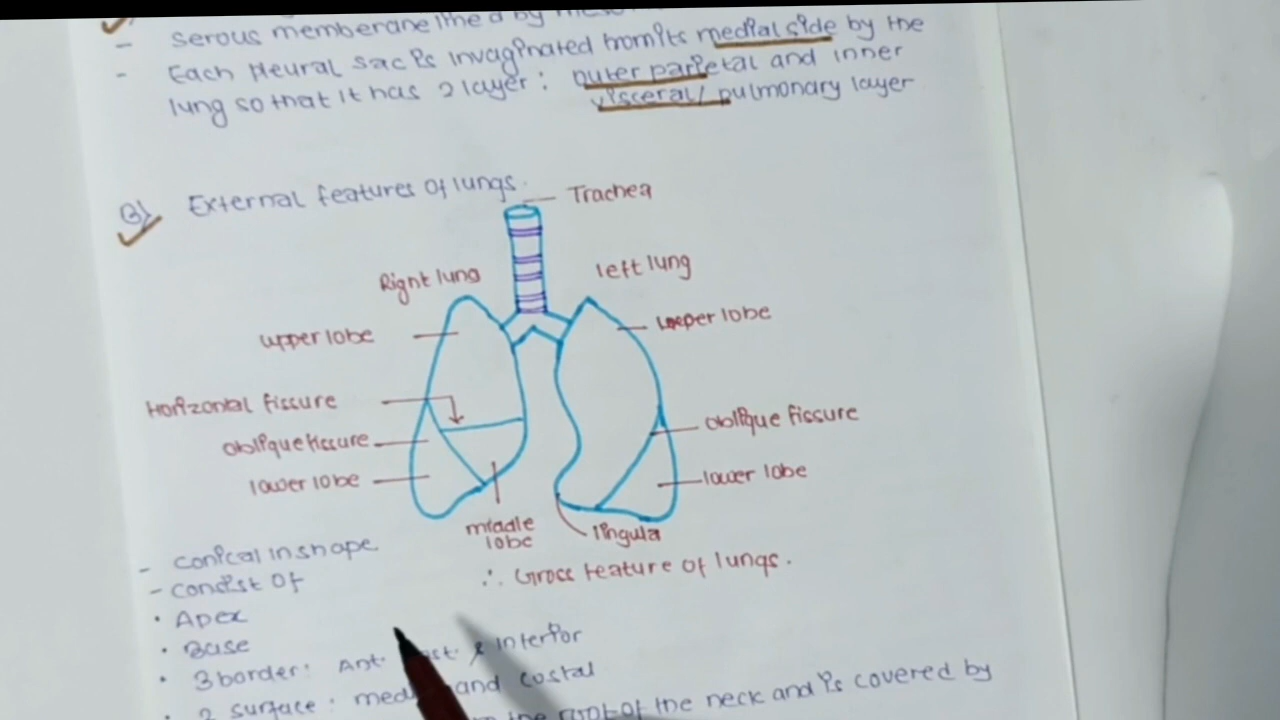 - serous memberane lined by
- Each pleural sac is invaginated from its medial side by the
lung so that it has 2 layer: outer parietal and inner
visceral/pulmonary layer
Q) External features of lungs.
Trachea
Right lung
left lung
upper lobe
upper lobe
Horizontal fissure
oblique fissure
oblique fissure
lower lobe
lower lobe
middle
lobe
lingula
∴ Gross feature of lungs.
- conical in shape
- consist of
• Apex
• Base
• 3 border: Ant. & interior
• 2 surface: and costal
the root of the neck and is covered by